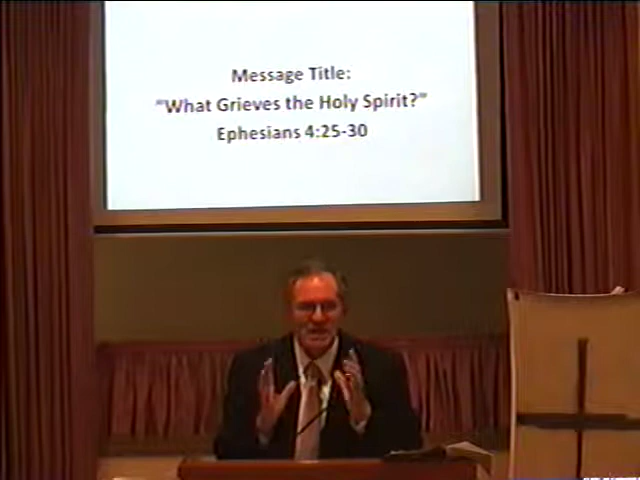 Message Title:
“What Grieves the Holy Spirit?”
Ephesians 4:25-30